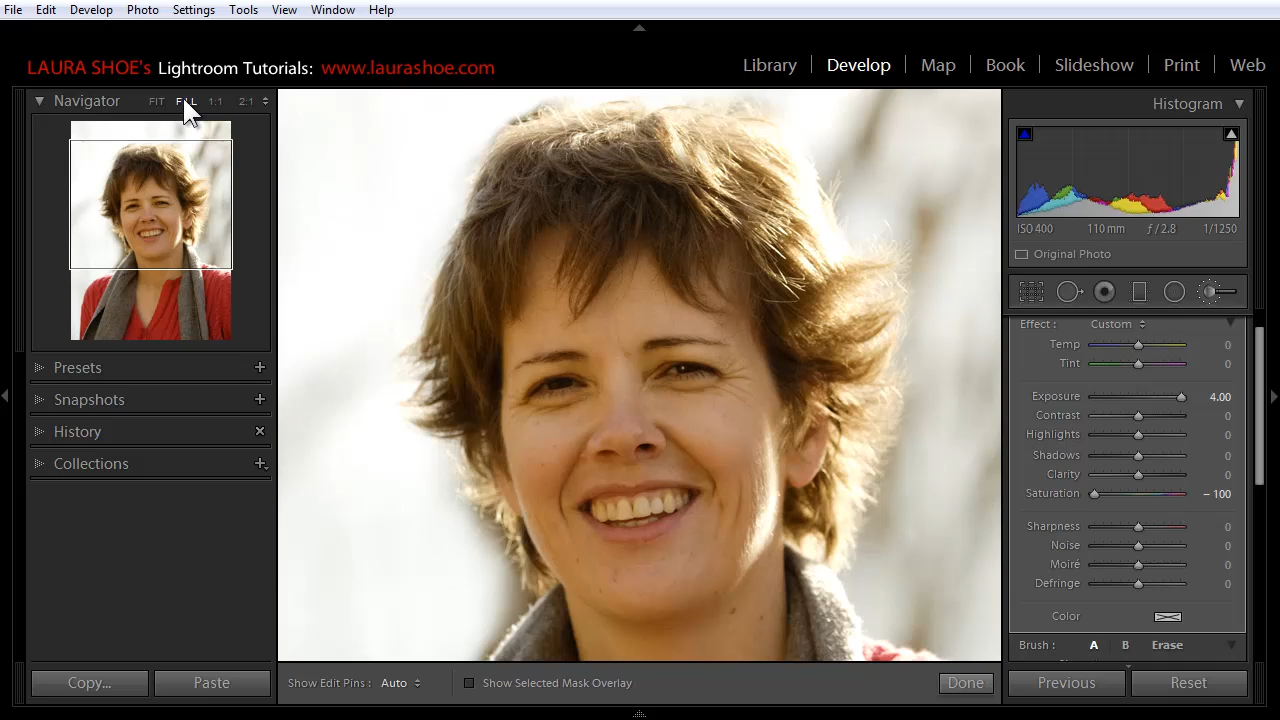 File Edit Develop Photo Settings Tools View Window Help
LAURA SHOE's Lightroom Tutorials: www.laurashoe.com
Library Develop Map Book Slideshow Print Web
Navigator FIT FILL 1:1 2:1
Histogram
ISO 400 110 mm ƒ / 2.8 1/1250
Original Photo
Effect : Custom
Temp 0
Tint 0
Exposure 4.00
Contrast 0
Highlights 0
Shadows 0
Clarity 0
Saturation – 100
Sharpness 0
Noise 0
Moiré 0
Defringe 0
Color
Brush : A B Erase
Presets
Snapshots
History
Collections
Copy... Paste
Show Edit Pins : Auto Show Selected Mask Overlay Done
Previous Reset